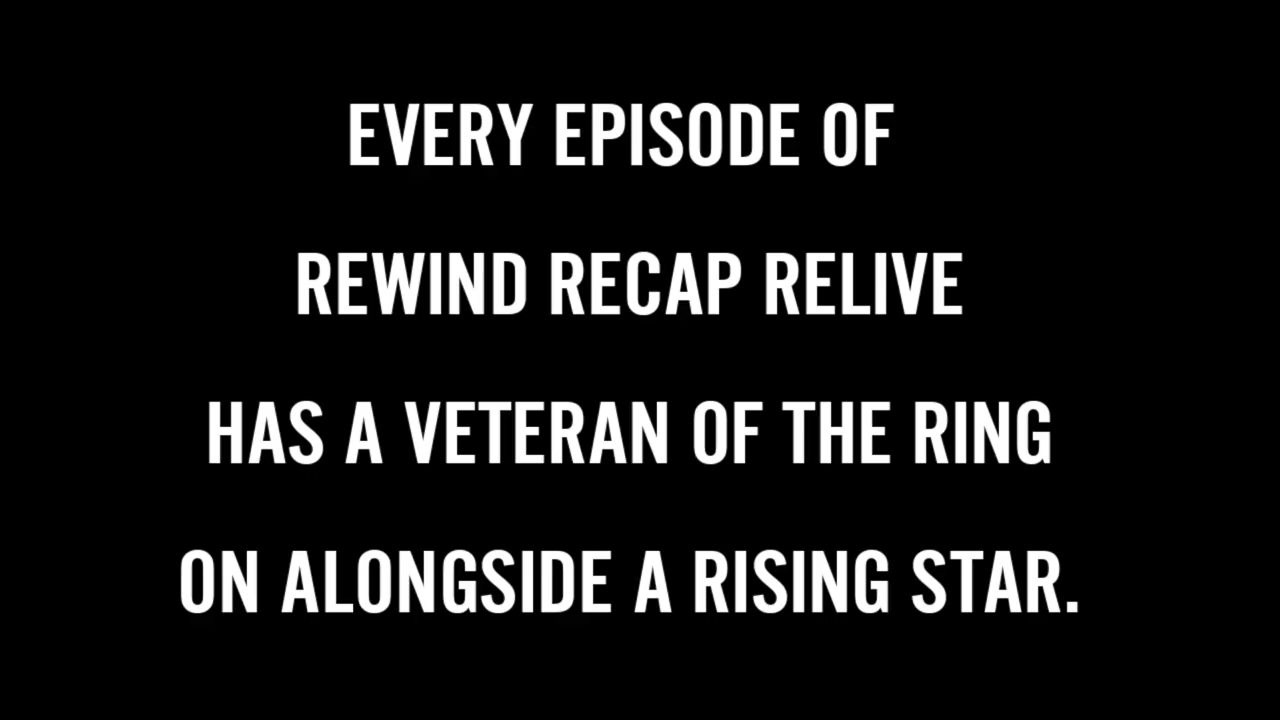 EVERY EPISODE OF
REWIND RECAP RELIVE
HAS A VETERAN OF THE RING
ON ALONGSIDE A RISING STAR.